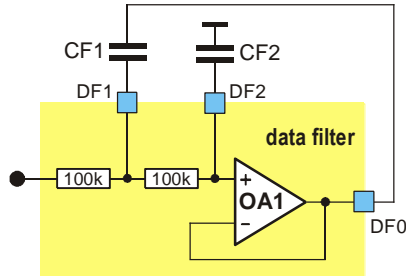 CF1
CF2
DF1
DF2
data filter
100k
100k
+
OA1
−
DF0